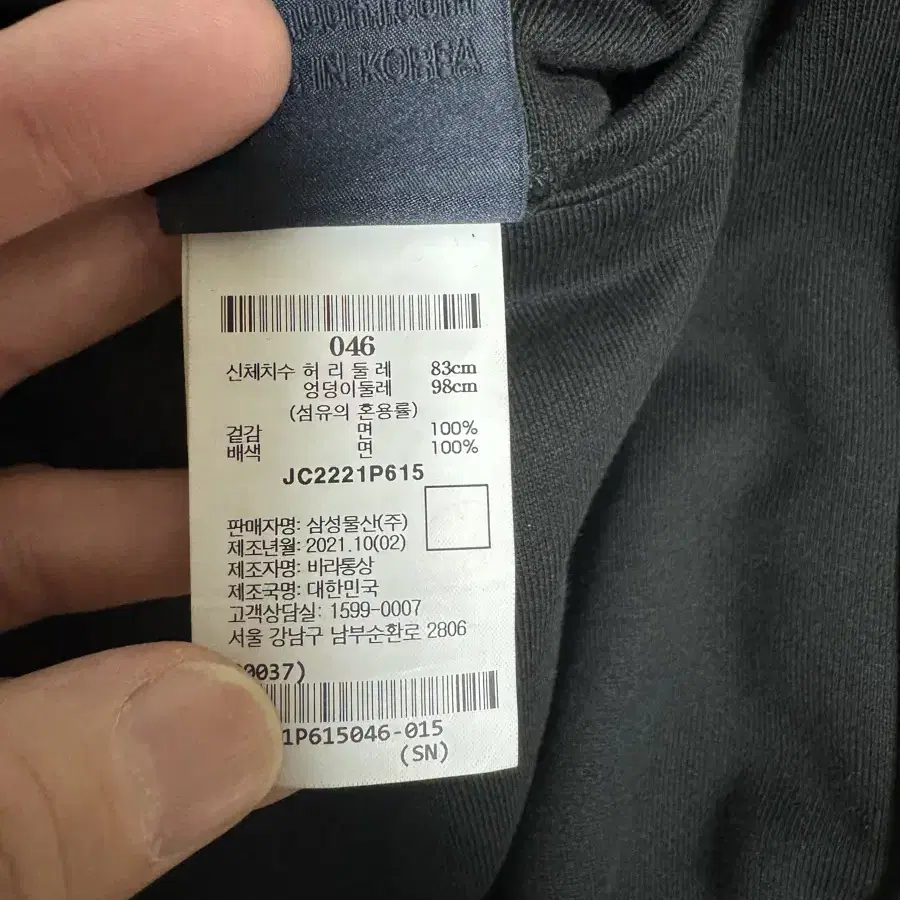 IN KOREA
046
신체치수 허 리 둘 레 83cm
엉덩이둘레 98cm
(섬유의 혼용률)
겉감 면 100%
배색 면 100%
JC2221P615
판매자명: 삼성물산(주)
제조년월: 2021.10(02)
제조자명: 바라통상
제조국명: 대한민국
고객상담실: 1599-0007
서울 강남구 남부순환로 2806
0037)
1P615046-015
(SN)